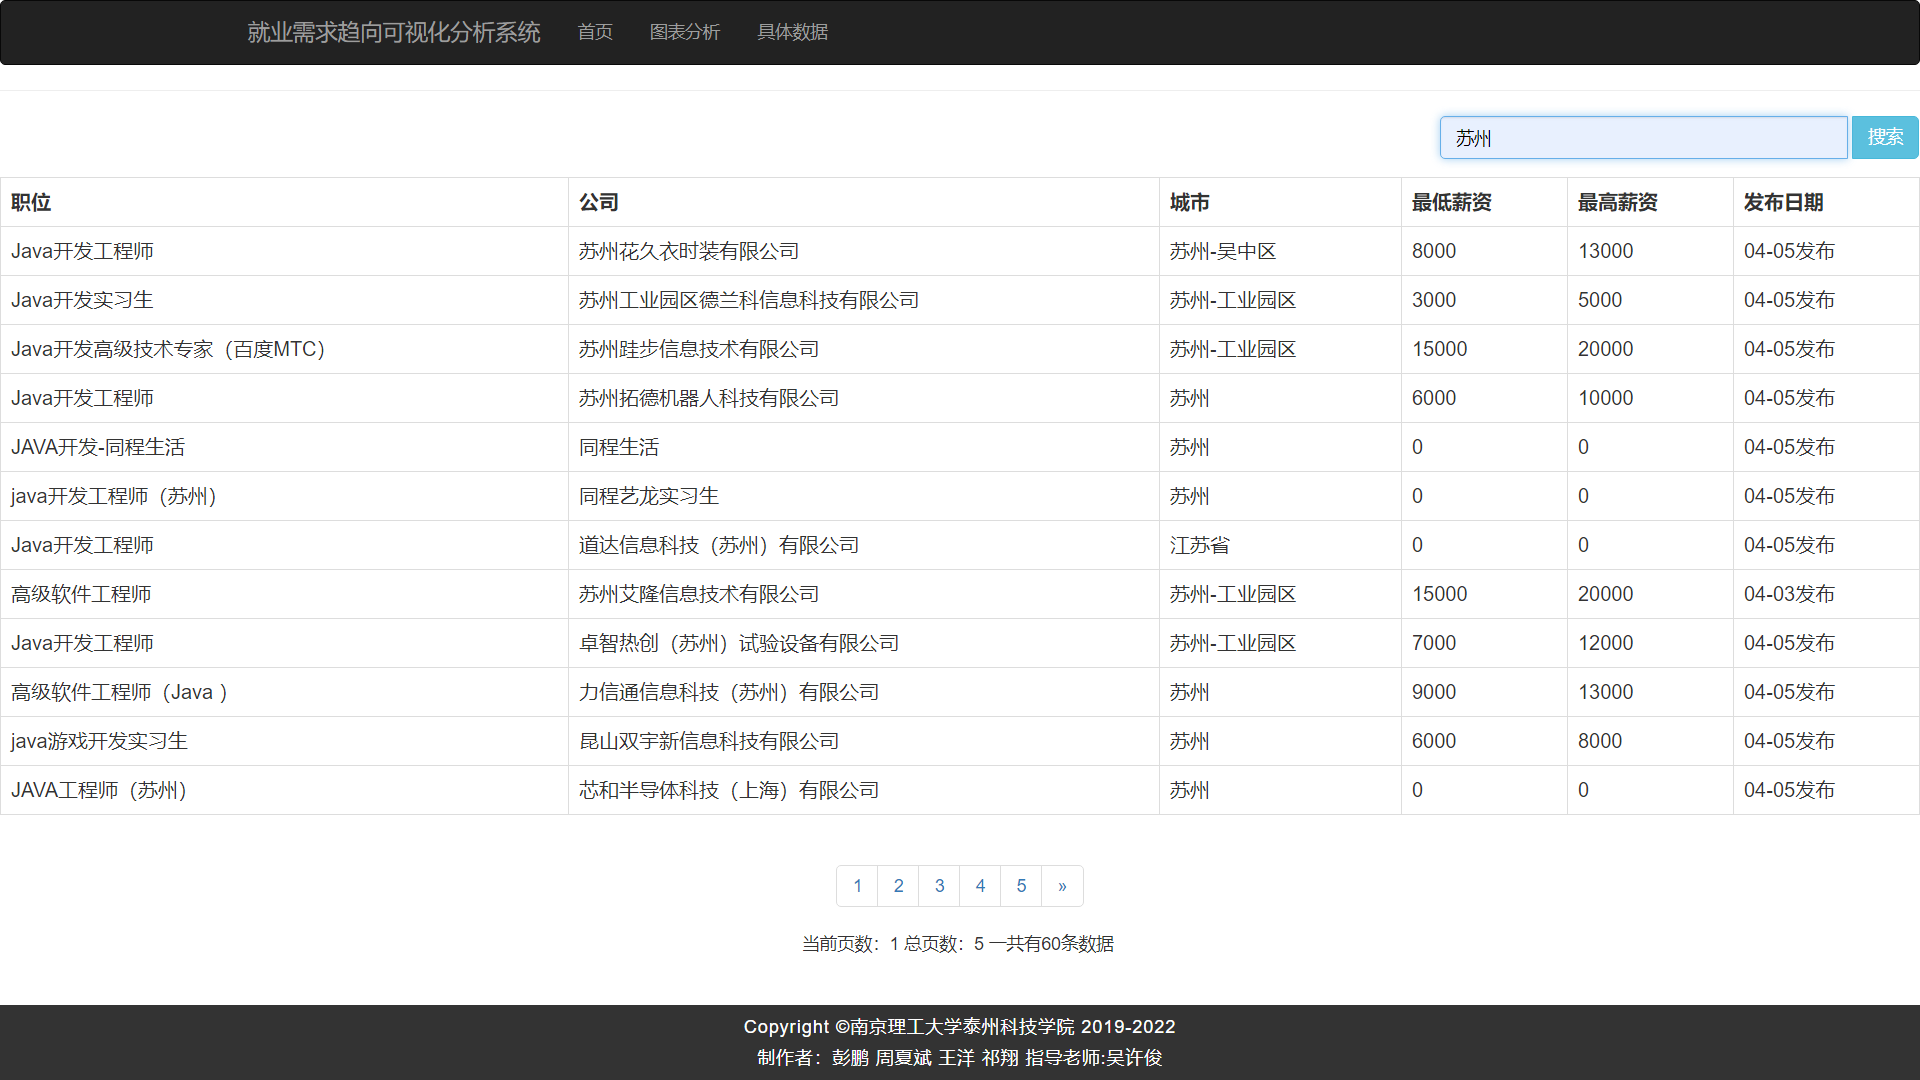 就业需求趋向可视化分析系统 首页 图表分析 具体数据
苏州 搜索
职位 公司 城市 最低薪资 最高薪资 发布日期
Java开发工程师 苏州花久衣时装有限公司 苏州-吴中区 8000 13000 04-05发布
Java开发实习生 苏州工业园区德兰科信息科技有限公司 苏州-工业园区 3000 5000 04-05发布
Java开发高级技术专家（百度MTC） 苏州跬步信息技术有限公司 苏州-工业园区 15000 20000 04-05发布
Java开发工程师 苏州拓德机器人科技有限公司 苏州 6000 10000 04-05发布
JAVA开发-同程生活 同程生活 苏州 0 0 04-05发布
java开发工程师（苏州） 同程艺龙实习生 苏州 0 0 04-05发布
Java开发工程师 道达信息科技（苏州）有限公司 江苏省 0 0 04-05发布
高级软件工程师 苏州艾隆信息技术有限公司 苏州-工业园区 15000 20000 04-03发布
Java开发工程师 卓智热创（苏州）试验设备有限公司 苏州-工业园区 7000 12000 04-05发布
高级软件工程师（Java ） 力信通信息科技（苏州）有限公司 苏州 9000 13000 04-05发布
java游戏开发实习生 昆山双宇新信息科技有限公司 苏州 6000 8000 04-05发布
JAVA工程师（苏州） 芯和半导体科技（上海）有限公司 苏州 0 0 04-05发布
1 2 3 4 5 »
当前页数：1 总页数：5 一共有60条数据
Copyright ©南京理工大学泰州科技学院 2019-2022
制作者：彭鹏 周夏斌 王洋 祁翔 指导老师:吴许俊